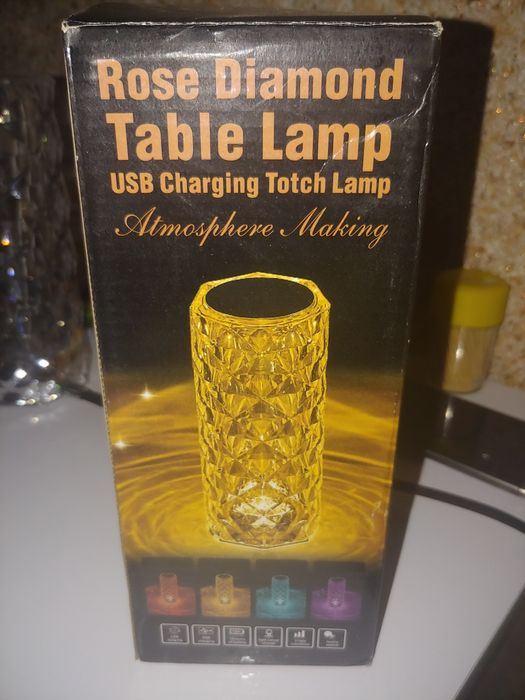 Rose Diamond
Table Lamp
USB Charging Totch Lamp
Atmosphere Making